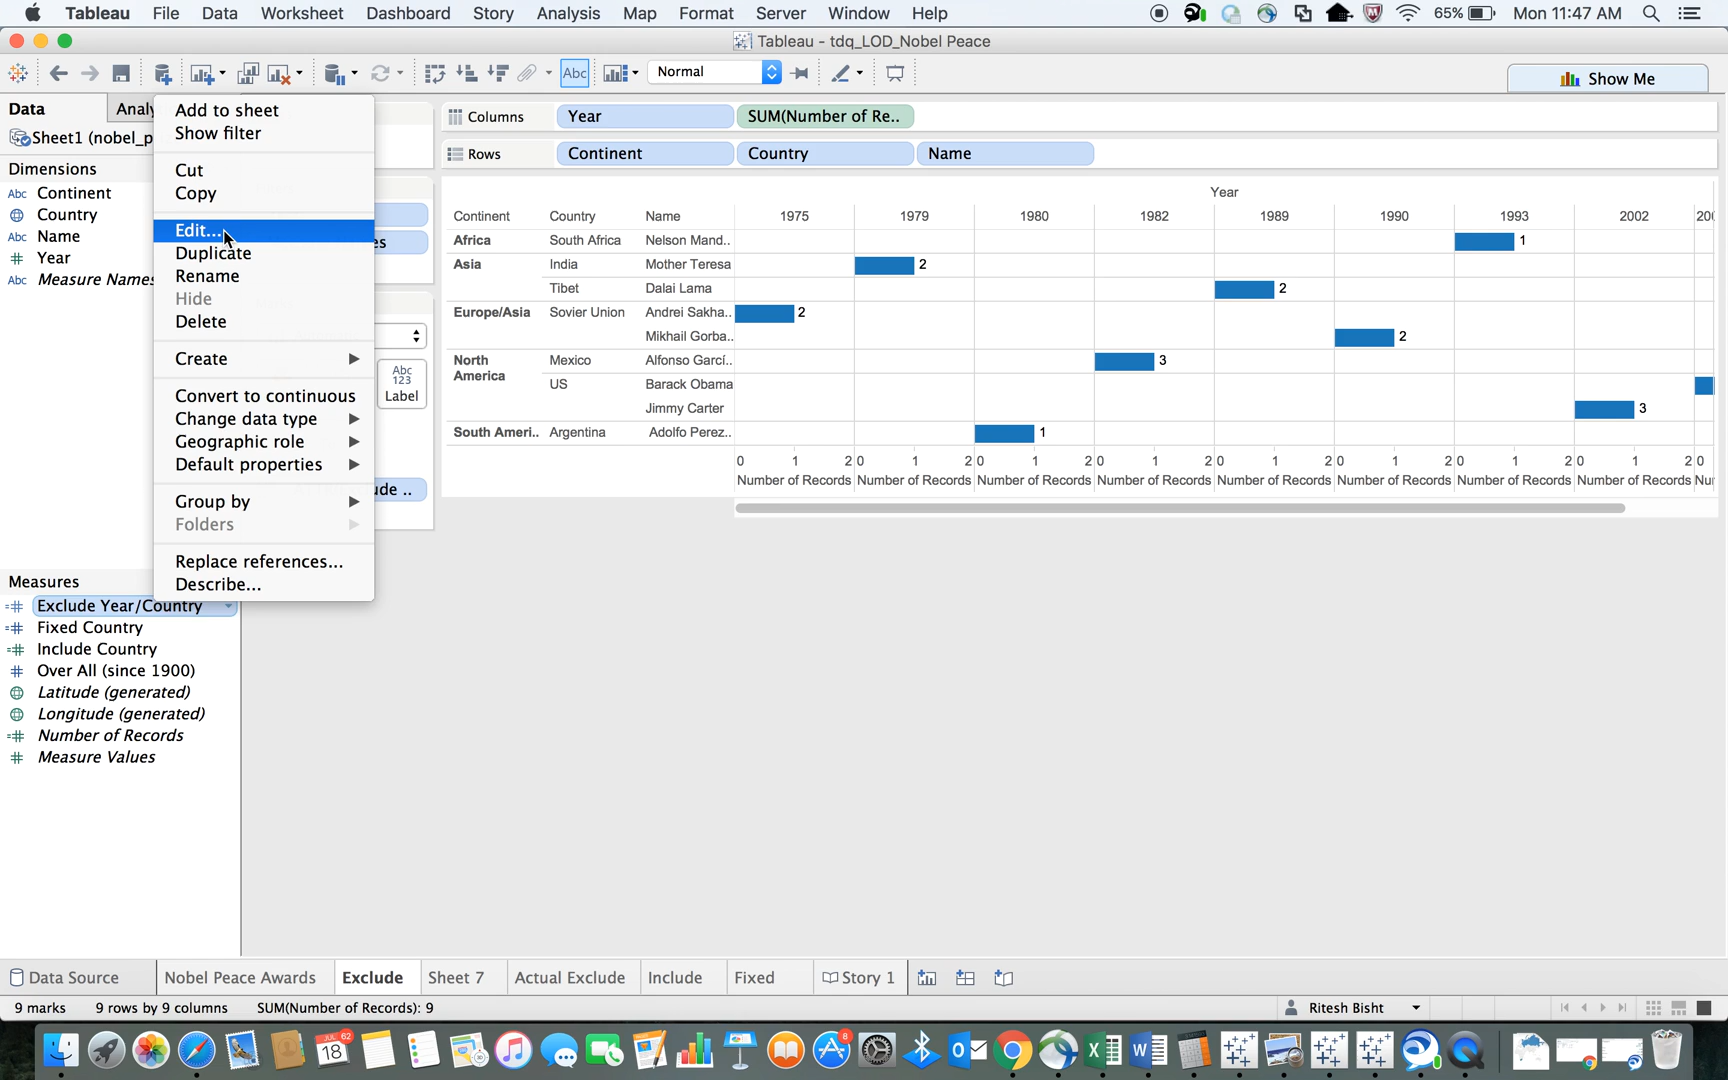 Tableau File Data Worksheet Dashboard Story Analysis Map Format Server Window Help 65% Mon 11:47 AM
Tableau - tdq_LOD_Nobel Peace
Abc Normal Show Me
Data Analy
Sheet1 (nobel_p
Dimensions
Abc Continent
Country
Abc Name
# Year
Abc Measure Names
Measures
=# Exclude Year/Country
=# Fixed Country
=# Include Country
# Over All (since 1900)
Latitude (generated)
Longitude (generated)
=# Number of Records
# Measure Values
Add to sheet
Show filter
Cut
Copy
Edit...
Duplicate
Rename
Hide
Delete
Create
Convert to continuous
Change data type
Geographic role
Default properties
Group by
Folders
Replace references...
Describe...
es
Abc
123
Label
ude ..
Columns Year SUM(Number of Re..
Rows Continent Country Name
Year
Continent Country Name 1975 1979 1980 1982 1989 1990 1993 2002 200
Africa South Africa Nelson Mand.. 1
Asia India Mother Teresa 2
Tibet Dalai Lama 2
Europe/Asia Sovier Union Andrei Sakha.. 2
Mikhail Gorba.. 2
North America Mexico Alfonso Garcí.. 3
US Barack Obama
Jimmy Carter 3
South Ameri.. Argentina Adolfo Perez.. 1
0 1 2 0 1 2 0 1 2 0 1 2 0 1 2 0 1 2 0 1 2 0 1 2 0
Number of Records Number of Records Number of Records Number of Records Number of Records Number of Records Number of Records Number of Records Nu
Data Source Nobel Peace Awards Exclude Sheet 7 Actual Exclude Include Fixed Story 1
9 marks 9 rows by 9 columns SUM(Number of Records): 9 Ritesh Bisht
JUL 62
18
8